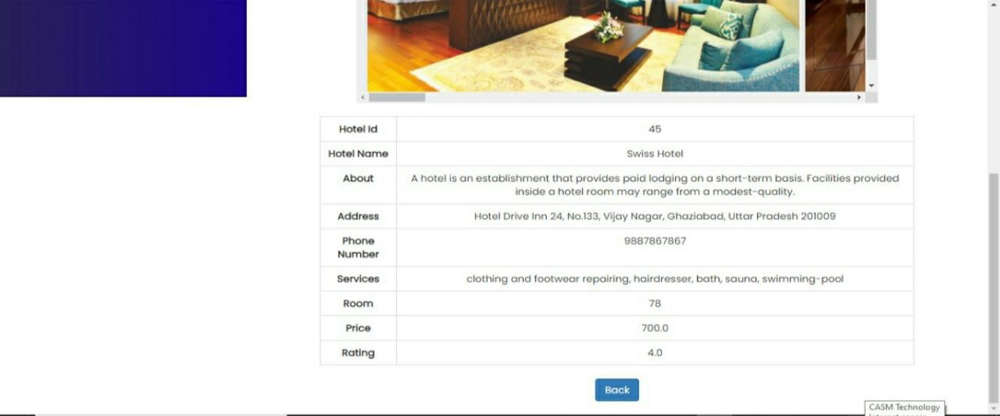 Hotel Id 45
Hotel Name Swiss Hotel
About A hotel is an establishment that provides paid lodging on a short-term basis. Facilities provided
inside a hotel room may range from a modest-quality.
Address Hotel Drive Inn 24, No.133, Vijay Nagar, Ghaziabad, Uttar Pradesh 201009
Phone 9887867867
Number
Services clothing and footwear repairing, hairdresser, bath, sauna, swimming-pool
Room 78
Price 700.0
Rating 4.0
Back
CASM Technology